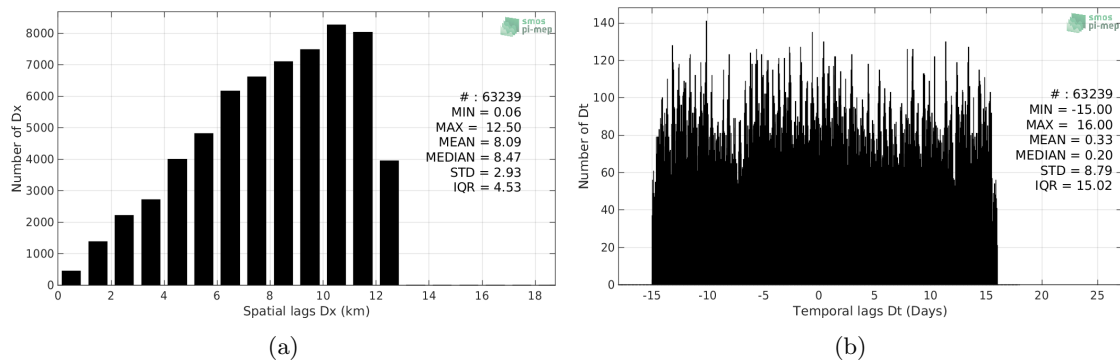 8000
7000
6000
5000
4000
3000
2000
1000
0
Number of Dx
smos
pi-mep
# : 63239
MIN = 0.06
MAX = 12.50
MEAN = 8.09
MEDIAN = 8.47
STD = 2.93
IQR = 4.53
0 2 4 6 8 10 12 14 16 18
Spatial lags Dx (km)
(a)
140
120
100
80
60
40
20
0
Number of Dt
smos
pi-mep
# : 63239
MIN = -15.00
MAX = 16.00
MEAN = 0.33
MEDIAN = 0.20
STD = 8.79
IQR = 15.02
-15 -10 -5 0 5 10 15 20 25
Temporal lags Dt (Days)
(b)